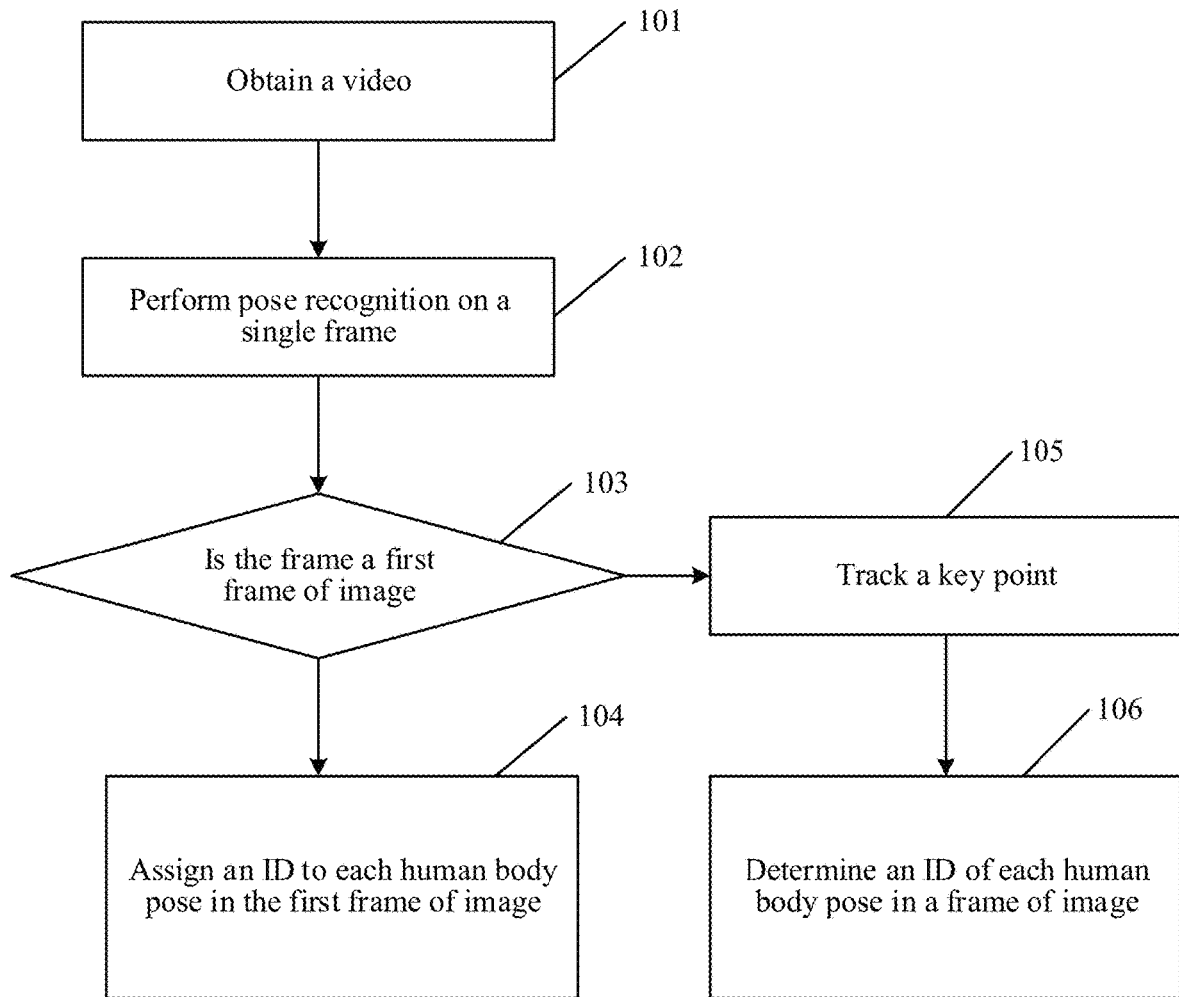 101
Obtain a video
102
Perform pose recognition on a
single frame
103
Is the frame a first
frame of image
105
Track a key point
104
Assign an ID to each human body
pose in the first frame of image
106
Determine an ID of each human
body pose in a frame of image